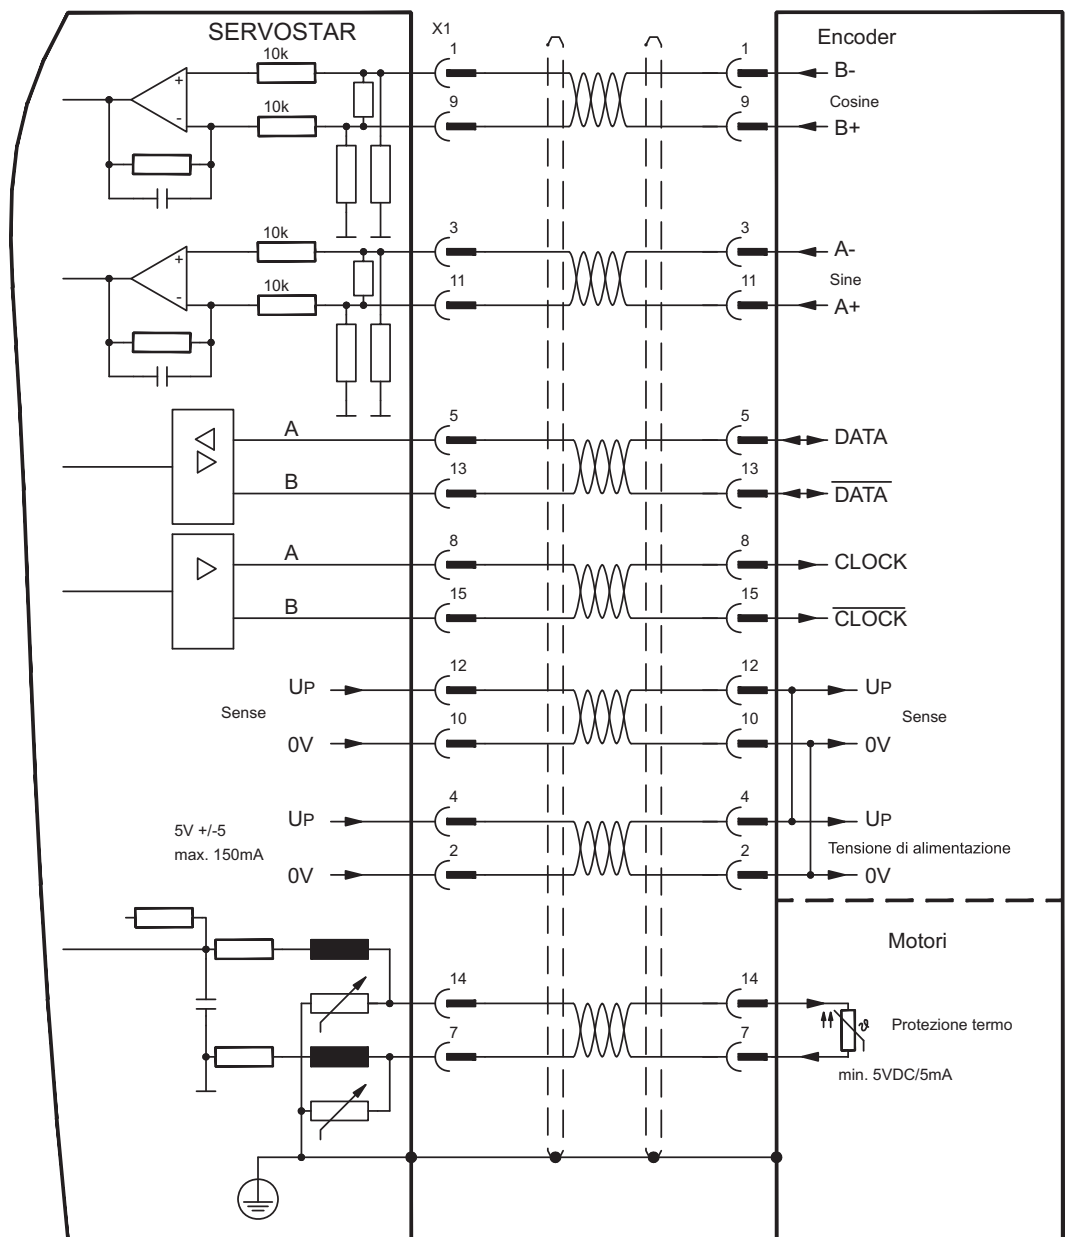 SERVOSTAR X1 Encoder
10k 1 1 B-
+
Cosine
10k 9 9 B+
-
10k 3 3 A-
+
Sine
10k 11 11 A+
-
A 5 5 DATA
B 13 13 DATA
A 8 8 CLOCK
B 15 15 CLOCK
UP 12 12 UP
Sense Sense
0V 10 10 0V
UP 4 4 UP
5V +/-5
max. 150mA Tensione di alimentazione
0V 2 2 0V
Motori
14 14
ϑ Protezione termo
7 7
min. 5VDC/5mA